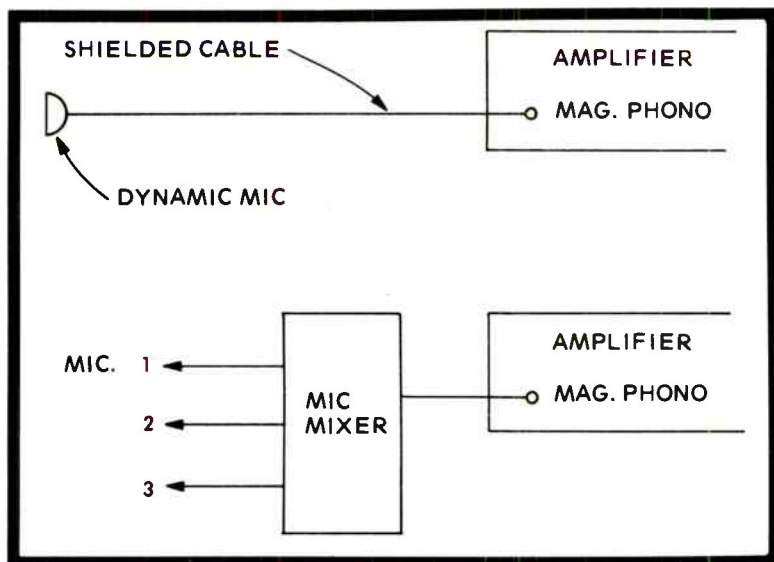 SHIELDED CABLE
AMPLIFIER
MAG. PHONO
DYNAMIC MIC
AMPLIFIER
MAG. PHONO
MIC. 1
2
3
MIC
MIXER